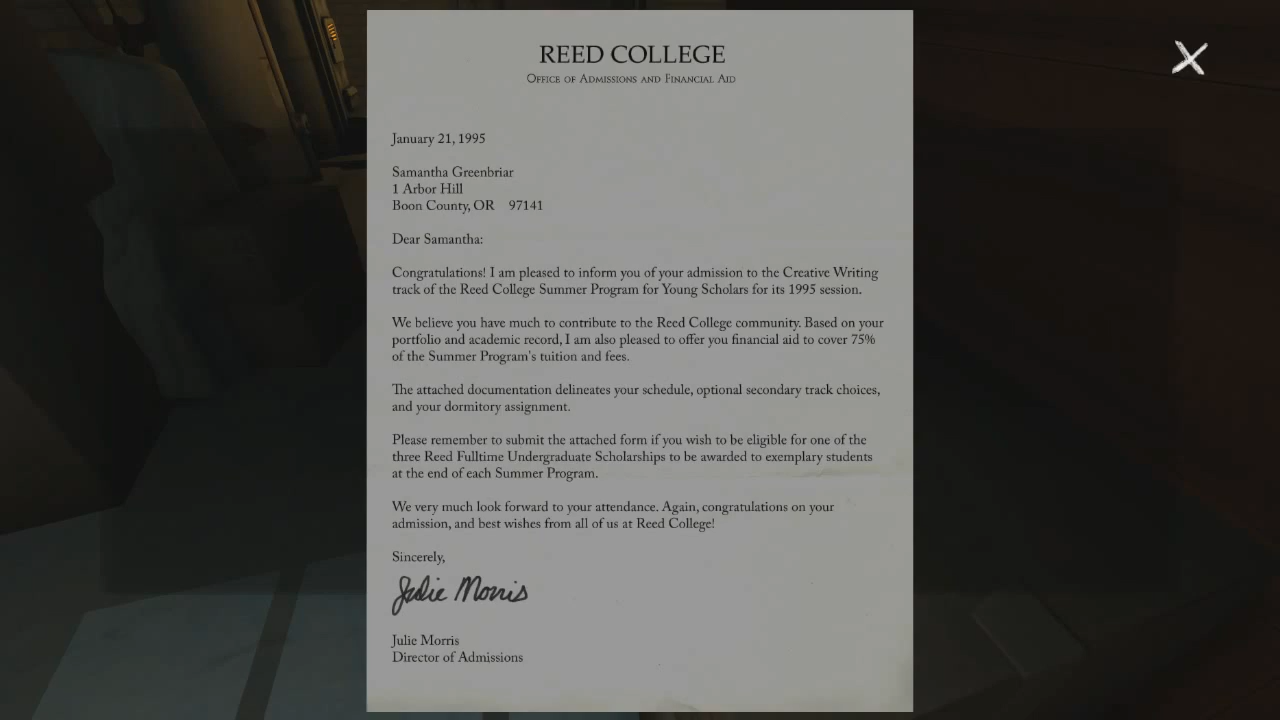 REED COLLEGE
Office of Admissions and Financial Aid
January 21, 1995
Samantha Greenbriar
1 Arbor Hill
Boon County, OR 97141
Dear Samantha:
Congratulations! I am pleased to inform you of your admission to the Creative Writing
track of the Reed College Summer Program for Young Scholars for its 1995 session.
We believe you have much to contribute to the Reed College community. Based on your
portfolio and academic record, I am also pleased to offer you financial aid to cover 75%
of the Summer Program's tuition and fees.
The attached documentation delineates your schedule, optional secondary track choices,
and your dormitory assignment.
Please remember to submit the attached form if you wish to be eligible for one of the
three Reed Fulltime Undergraduate Scholarships to be awarded to exemplary students
at the end of each Summer Program.
We very much look forward to your attendance. Again, congratulations on your
admission, and best wishes from all of us at Reed College!
Sincerely,
Julie Morris
Julie Morris
Director of Admissions